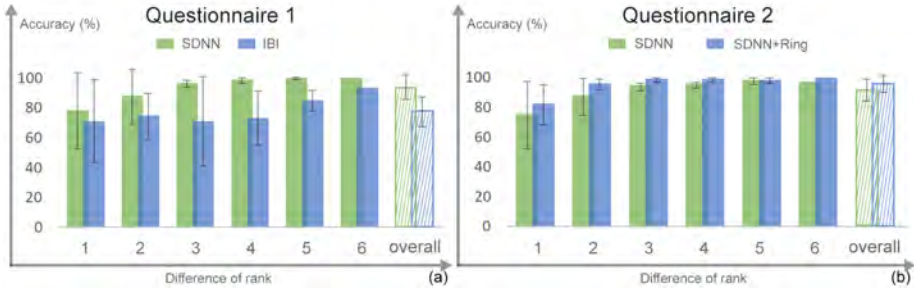 Questionnaire 1
Accuracy (%)
SDNN IBI
100
80
60
40
20
0
1 2 3 4 5 6 overall
Difference of rank
(a)
Questionnaire 2
Accuracy (%)
SDNN SDNN+Ring
100
80
60
40
20
0
1 2 3 4 5 6 overall
Difference of rank
(b)